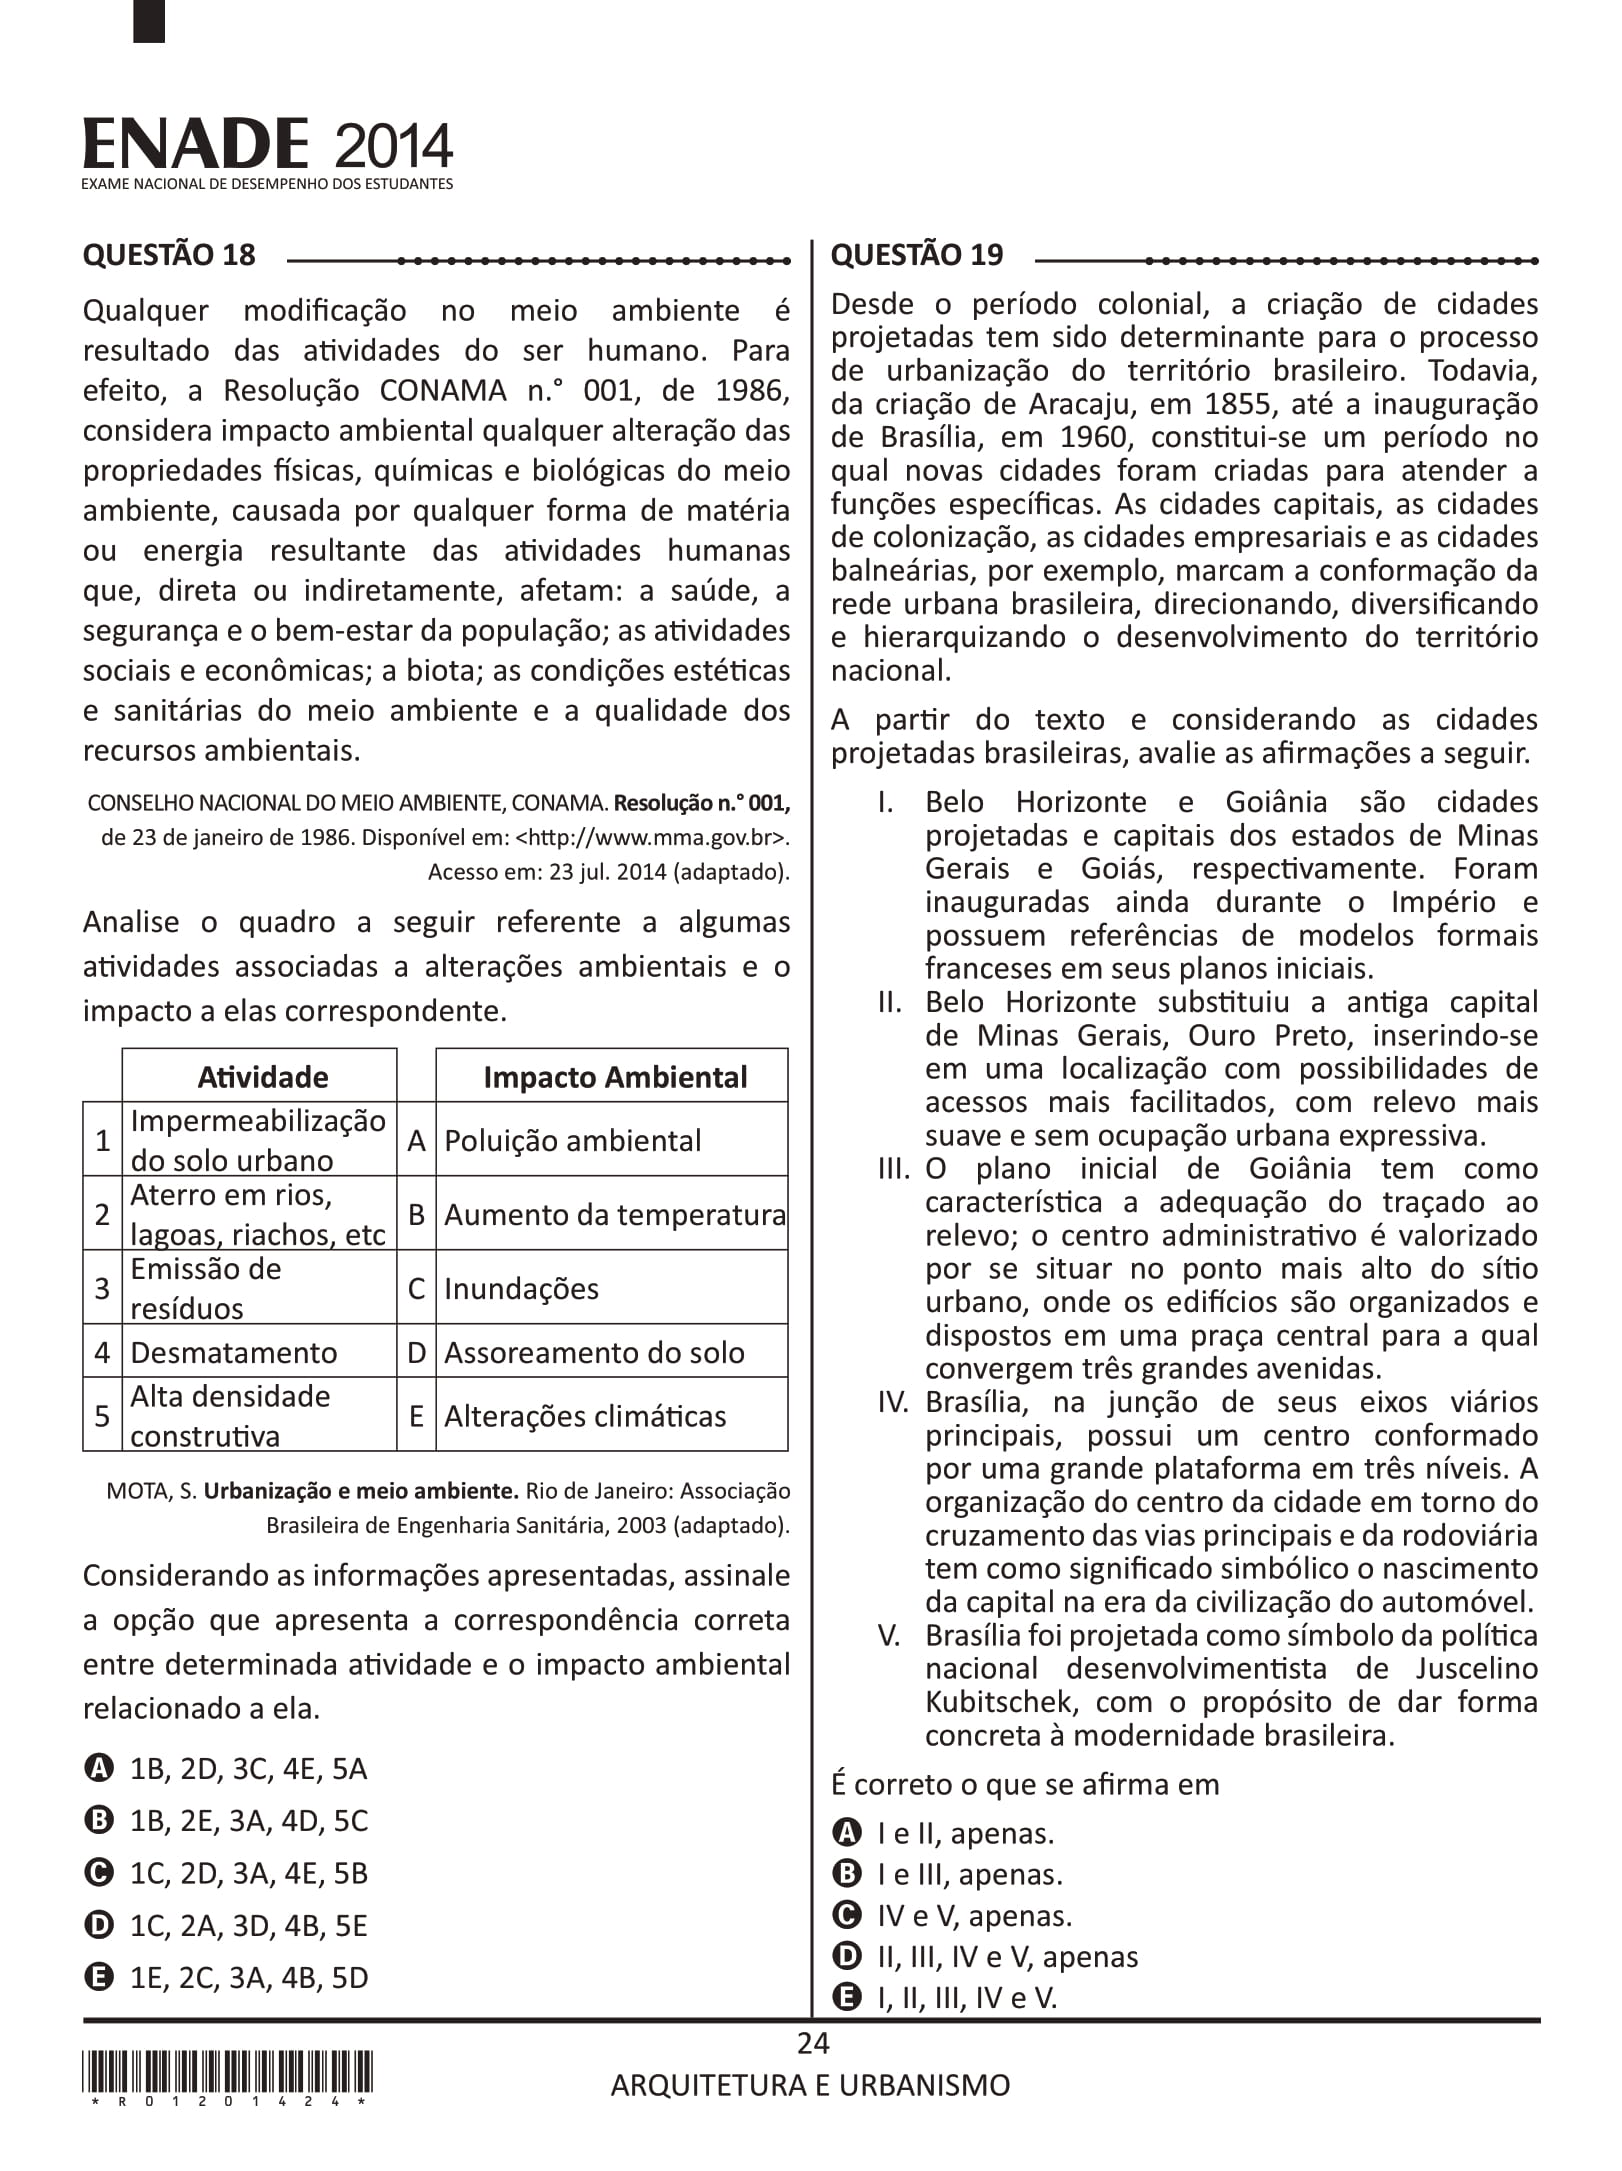 ENADE 2014
EXAME NACIONAL DE DESEMPENHO DOS ESTUDANTES
QUESTÃO 18
Qualquer modificação no meio ambiente é
resultado das atividades do ser humano. Para
efeito, a Resolução CONAMA n.° 001, de 1986,
considera impacto ambiental qualquer alteração das
propriedades físicas, químicas e biológicas do meio
ambiente, causada por qualquer forma de matéria
ou energia resultante das atividades humanas
que, direta ou indiretamente, afetam: a saúde, a
segurança e o bem-estar da população; as atividades
sociais e econômicas; a biota; as condições estéticas
e sanitárias do meio ambiente e a qualidade dos
recursos ambientais.
CONSELHO NACIONAL DO MEIO AMBIENTE, CONAMA. Resolução n.° 001,
de 23 de janeiro de 1986. Disponível em: <http://www.mma.gov.br>.
Acesso em: 23 jul. 2014 (adaptado).
Analise o quadro a seguir referente a algumas
atividades associadas a alterações ambientais e o
impacto a elas correspondente.
Atividade Impacto Ambiental
1 Impermeabilização do solo urbano A Poluição ambiental
2 Aterro em rios, lagoas, riachos, etc B Aumento da temperatura
3 Emissão de resíduos C Inundações
4 Desmatamento D Assoreamento do solo
5 Alta densidade construtiva E Alterações climáticas
MOTA, S. Urbanização e meio ambiente. Rio de Janeiro: Associação
Brasileira de Engenharia Sanitária, 2003 (adaptado).
Considerando as informações apresentadas, assinale
a opção que apresenta a correspondência correta
entre determinada atividade e o impacto ambiental
relacionado a ela.
A 1B, 2D, 3C, 4E, 5A
B 1B, 2E, 3A, 4D, 5C
C 1C, 2D, 3A, 4E, 5B
D 1C, 2A, 3D, 4B, 5E
E 1E, 2C, 3A, 4B, 5D
QUESTÃO 19
Desde o período colonial, a criação de cidades
projetadas tem sido determinante para o processo
de urbanização do território brasileiro. Todavia,
da criação de Aracaju, em 1855, até a inauguração
de Brasília, em 1960, constitui-se um período no
qual novas cidades foram criadas para atender a
funções específicas. As cidades capitais, as cidades
de colonização, as cidades empresariais e as cidades
balneárias, por exemplo, marcam a conformação da
rede urbana brasileira, direcionando, diversificando
e hierarquizando o desenvolvimento do território
nacional.
A partir do texto e considerando as cidades
projetadas brasileiras, avalie as afirmações a seguir.
I. Belo Horizonte e Goiânia são cidades
projetadas e capitais dos estados de Minas
Gerais e Goiás, respectivamente. Foram
inauguradas ainda durante o Império e
possuem referências de modelos formais
franceses em seus planos iniciais.
II. Belo Horizonte substituiu a antiga capital
de Minas Gerais, Ouro Preto, inserindo-se
em uma localização com possibilidades de
acessos mais facilitados, com relevo mais
suave e sem ocupação urbana expressiva.
III. O plano inicial de Goiânia tem como
característica a adequação do traçado ao
relevo; o centro administrativo é valorizado
por se situar no ponto mais alto do sítio
urbano, onde os edifícios são organizados e
dispostos em uma praça central para a qual
convergem três grandes avenidas.
IV. Brasília, na junção de seus eixos viários
principais, possui um centro conformado
por uma grande plataforma em três níveis. A
organização do centro da cidade em torno do
cruzamento das vias principais e da rodoviária
tem como significado simbólico o nascimento
da capital na era da civilização do automóvel.
V. Brasília foi projetada como símbolo da política
nacional desenvolvimentista de Juscelino
Kubitschek, com o propósito de dar forma
concreta à modernidade brasileira.
É correto o que se afirma em
A I e II, apenas.
B I e III, apenas.
C IV e V, apenas.
D II, III, IV e V, apenas
E I, II, III, IV e V.
24
ARQUITETURA E URBANISMO
*R01201424*